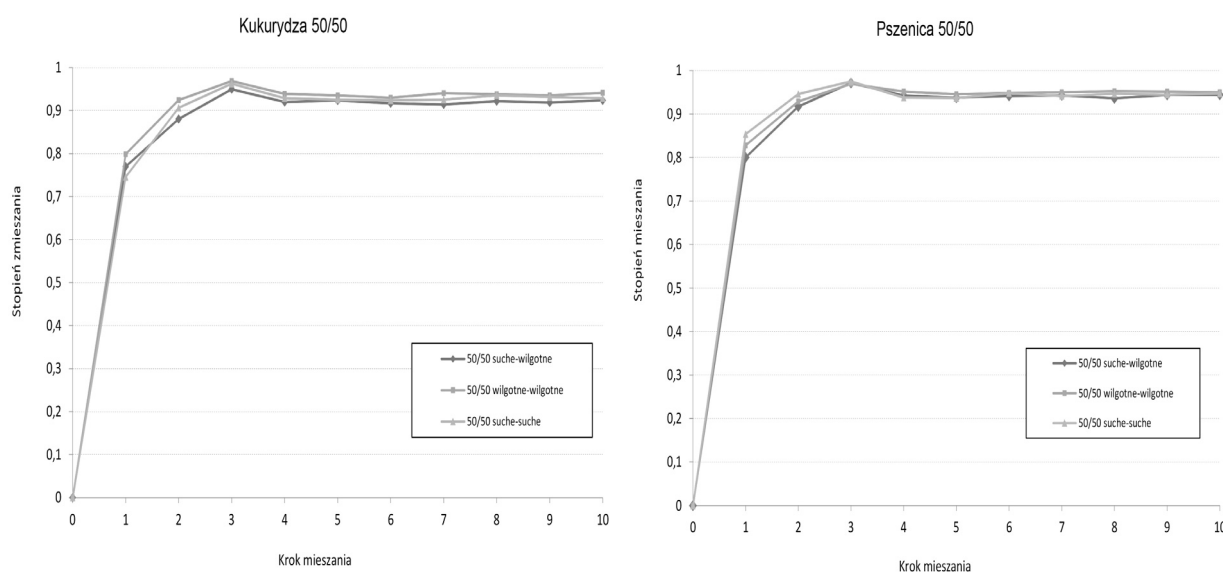 Kukurydza 50/50
1
0,9
0,8
0,7
0,6
0,5
0,4
0,3
0,2
0,1
0
Stopień zmieszania
0 1 2 3 4 5 6 7 8 9 10
Krok mieszania
50/50 suche-wilgotne
50/50 wilgotne-wilgotne
50/50 suche-suche
Pszenica 50/50
1
0,9
0,8
0,7
0,6
0,5
0,4
0,3
0,2
0,1
0
Stopień mieszania
0 1 2 3 4 5 6 7 8 9 10
Krok mieszania
50/50 suche-wilgotne
50/50 wilgotne-wilgotne
50/50 suche-suche